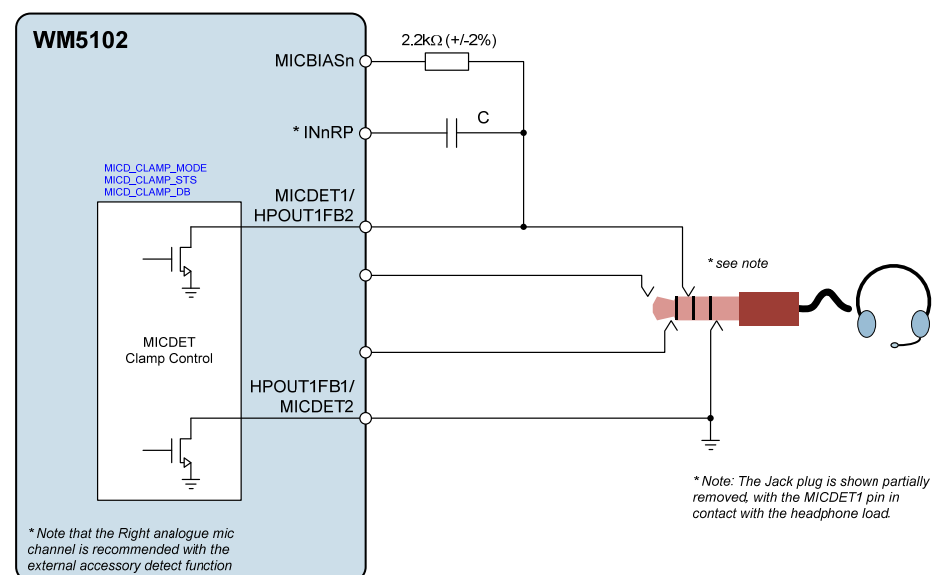 WM5102
2.2kΩ (+/-2%)
MICBIASn
C
* INnRP
MICD_CLAMP_MODE
MICD_CLAMP_STS
MICD_CLAMP_DB
MICDET1/
HPOUT1FB2
* see note
MICDET
Clamp Control
HPOUT1FB1/
MICDET2
* Note: The Jack plug is shown partially
removed, with the MICDET1 pin in
contact with the headphone load.
* Note that the Right analogue mic
channel is recommended with the
external accessory detect function